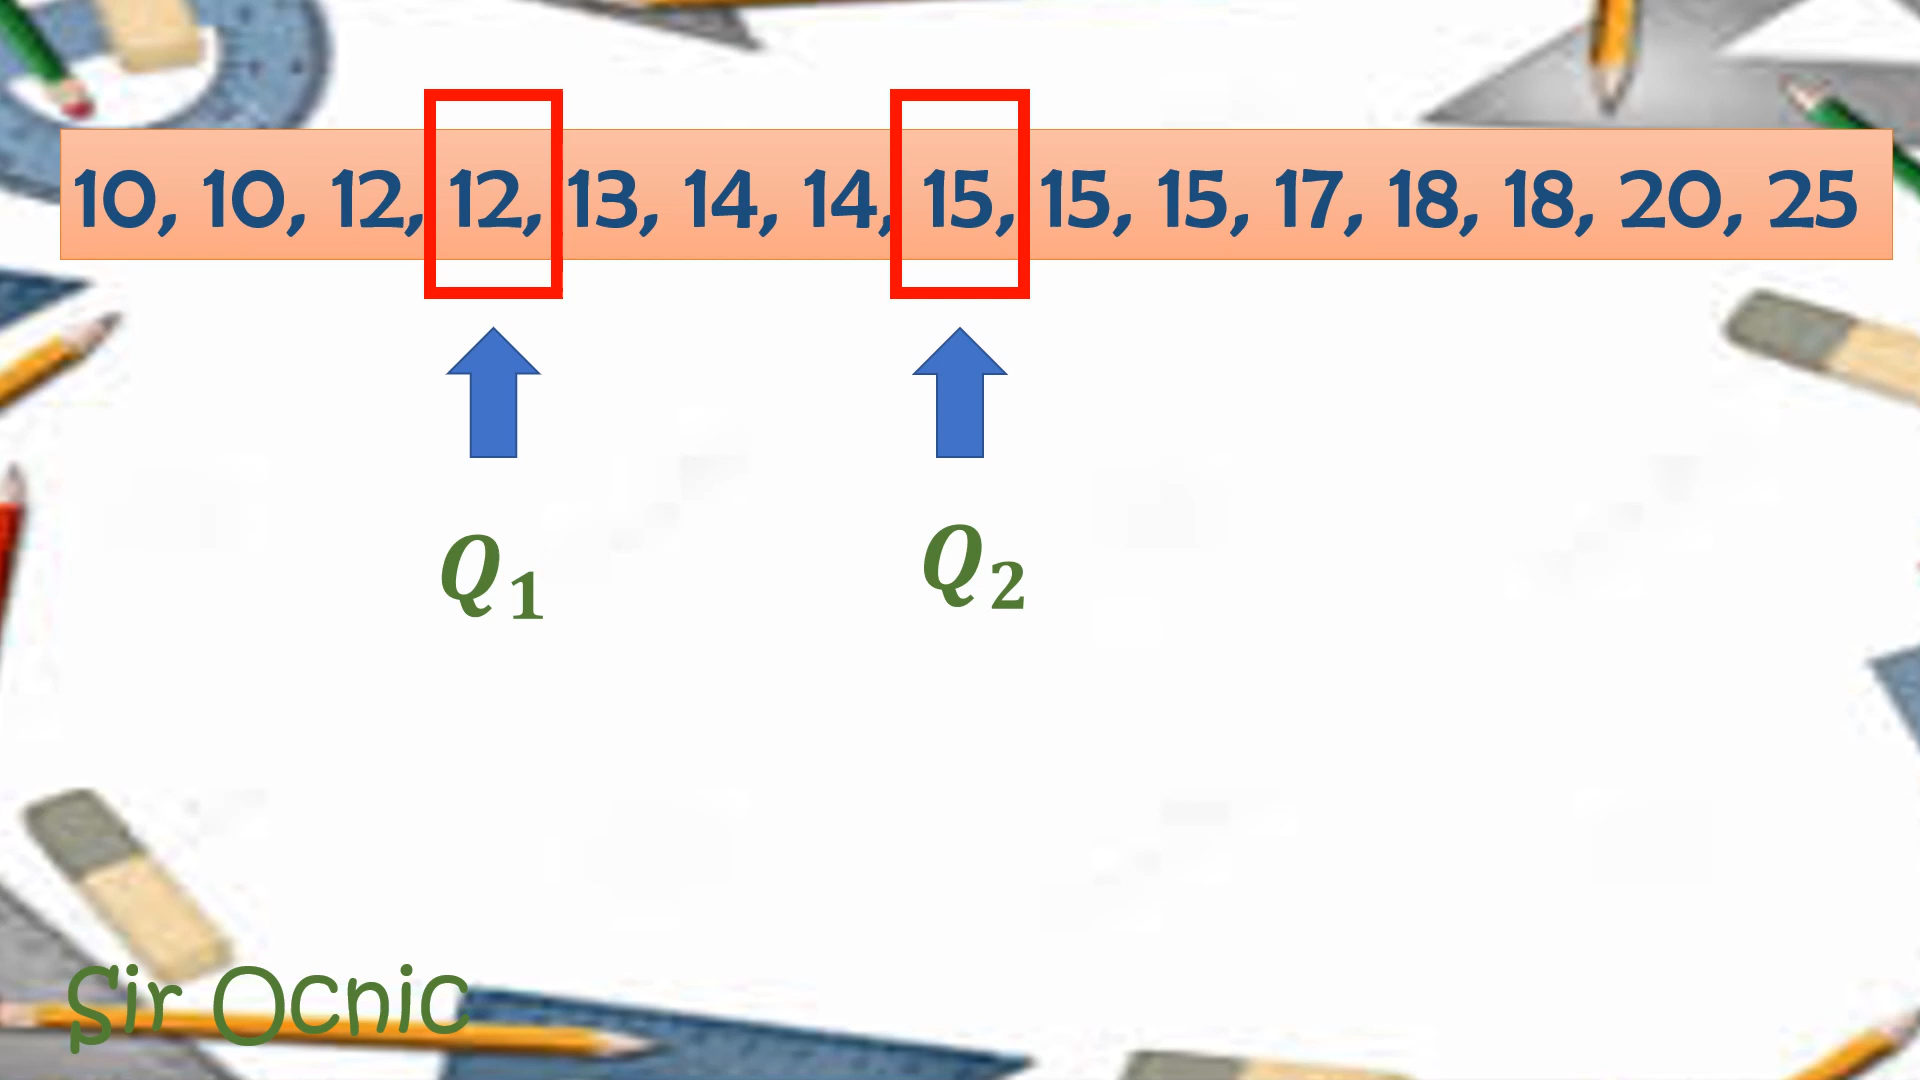 10, 10, 12, 12, 13, 14, 14, 15, 15, 15, 17, 18, 18, 20, 25
Q1 Q2
Sir Ocnic